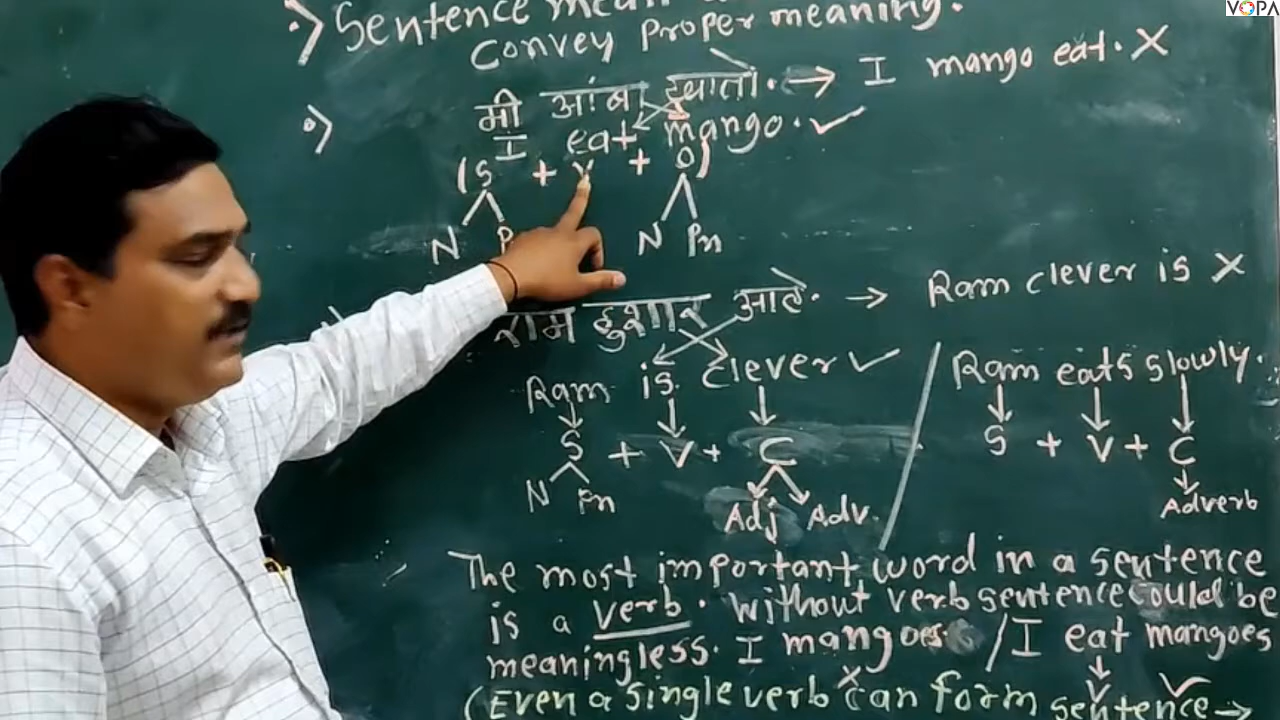 VOPA
:> Sentence mean
Convey proper meaning.
मी आंबा खातो. → I mango eat. X
I eat mango. ✓
(S + V + O)
N P N Pn
राम हुशार आहे. → Ram clever is X
Ram is clever ✓ Ram eats slowly.
S + V + C S + V + C
N Pn Adj Adv. Adverb
The most important word in a sentence
is a verb. Without verb sentence could be
meaningless. I mangoes. / I eat mangoes
X V ✓
(Even a single verb can form sentence →